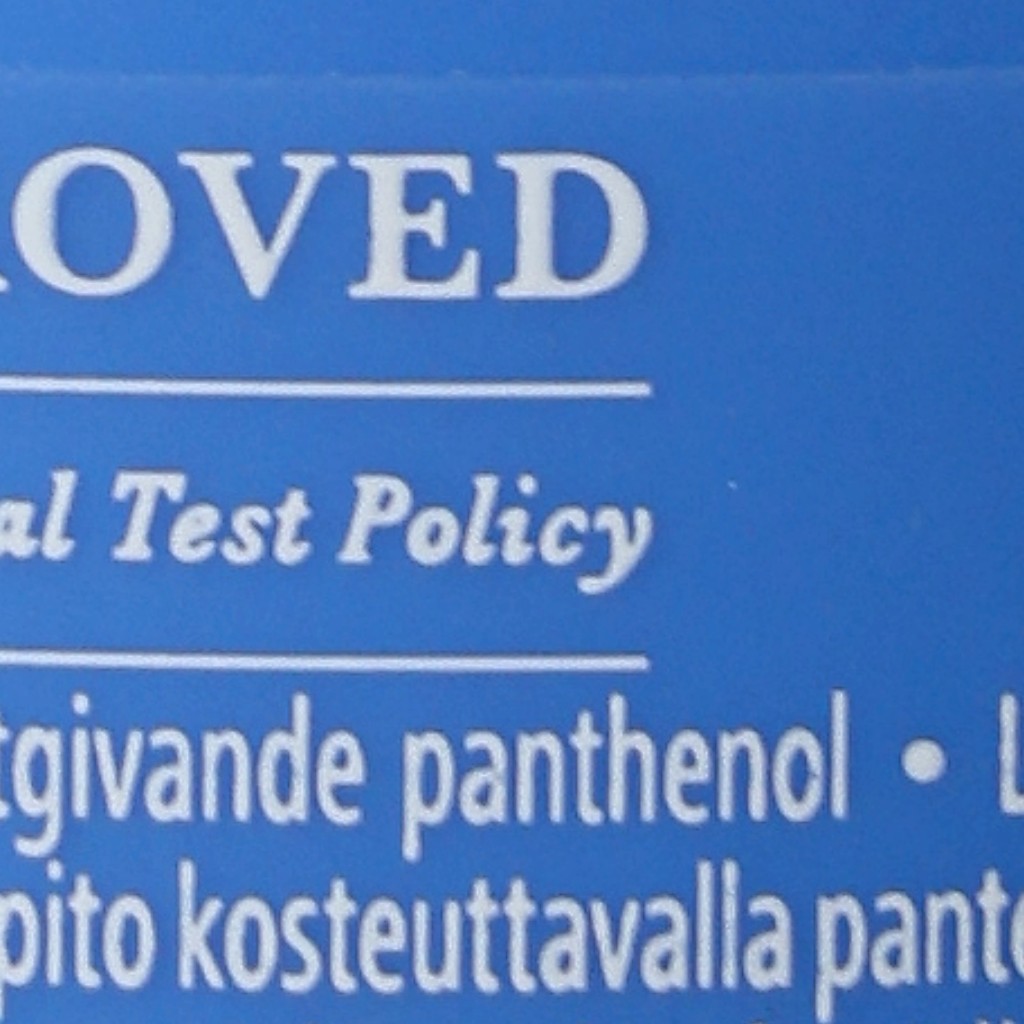 OVED
al Test Policy
tgivande panthenol • L
pito kosteuttavalla pant